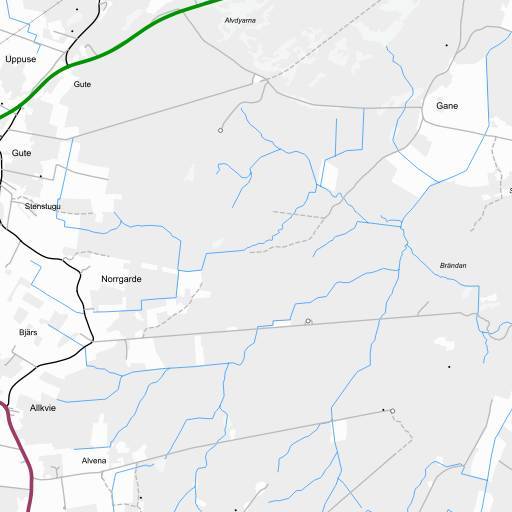 Alvdyarna
Uppuse
Gute
Gane
Gute
Stenstugu
Brändan
Norrgarde
Bjärs
Allkvie
Alvena